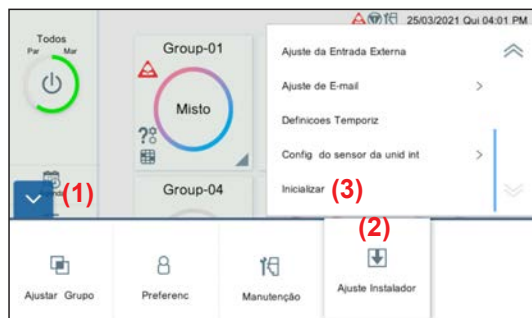 25/03/2021 Qui 04:01 PM
Todos
Par Mar
Group-01
Misto
Group-04
Ajuste da Entrada Externa
Ajuste de E-mail >
Definicoes Temporiz
Config do sensor da unid int >
Inicializar (3)
(1)
(2)
Ajustar Grupo
Preferenc
Manutenção
Ajuste Instalador